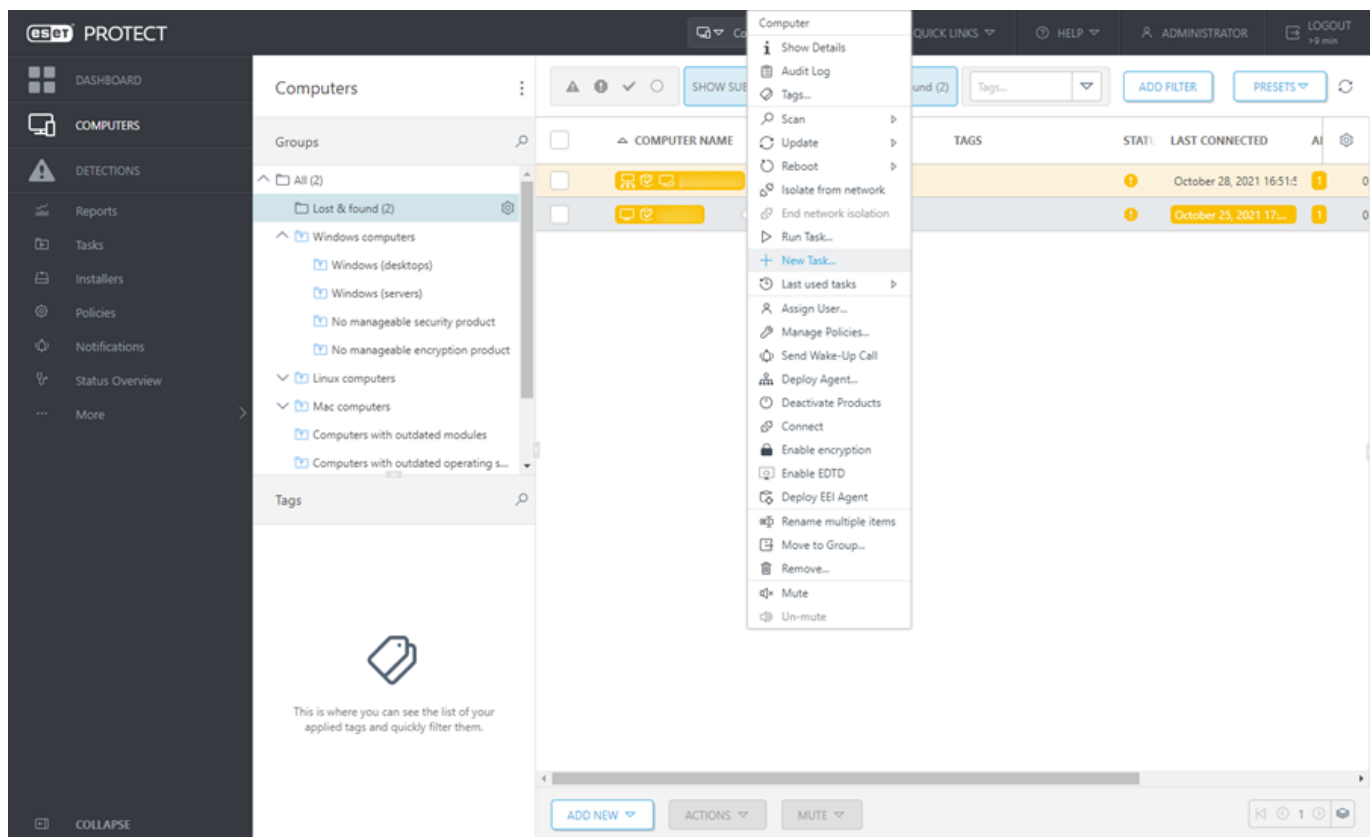 eset PROTECT
Co
QUICK LINKS
HELP
ADMINISTRATOR
LOGOUT
>9 min
DASHBOARD
COMPUTERS
DETECTIONS
Reports
Tasks
Installers
Policies
Notifications
Status Overview
More
COLLAPSE
Computers
Groups
All (2)
Lost & found (2)
Windows computers
Windows (desktops)
Windows (servers)
No manageable security product
No manageable encryption product
Linux computers
Mac computers
Computers with outdated modules
Computers with outdated operating s...
Tags
This is where you can see the list of your
applied tags and quickly filter them.
SHOW SUB
und (2)
Tags...
ADD FILTER
PRESETS
COMPUTER NAME
TAGS
STATU
LAST CONNECTED
Al
October 28, 2021 16:51:5
1
0
October 25, 2021 17:...
1
0
Computer
Show Details
Audit Log
Tags...
Scan
Update
Reboot
Isolate from network
End network isolation
Run Task...
New Task...
Last used tasks
Assign User...
Manage Policies...
Send Wake-Up Call
Deploy Agent...
Deactivate Products
Connect
Enable encryption
Enable EDTD
Deploy EEI Agent
Rename multiple items
Move to Group...
Remove...
Mute
Un-mute
ADD NEW
ACTIONS
MUTE
1